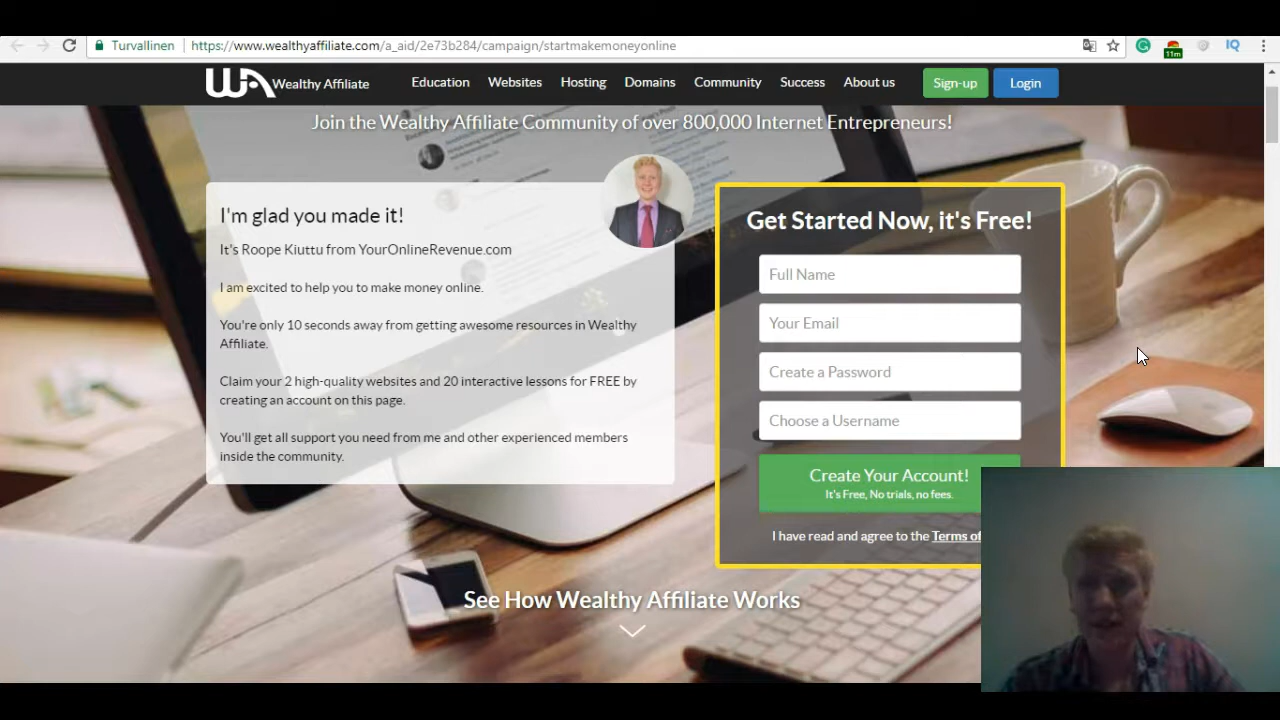 Turvallinen
https://www.wealthyaffiliate.com/a_aid/2e73b284/campaign/startmakemoneyonline
11m
IQ
WA Wealthy Affiliate
Education Websites Hosting Domains Community Success About us Sign-up Login
Join the Wealthy Affiliate Community of over 800,000 Internet Entrepreneurs!
I'm glad you made it!
It's Roope Kiuttu from YourOnlineRevenue.com
I am excited to help you to make money online.
You're only 10 seconds away from getting awesome resources in Wealthy
Affiliate.
Claim your 2 high-quality websites and 20 interactive lessons for FREE by
creating an account on this page.
You'll get all support you need from me and other experienced members
inside the community.
Get Started Now, it's Free!
Full Name
Your Email
Create a Password
Choose a Username
Create Your Account!
It's Free, No trials, no fees.
I have read and agree to the Terms of
See How Wealthy Affiliate Works